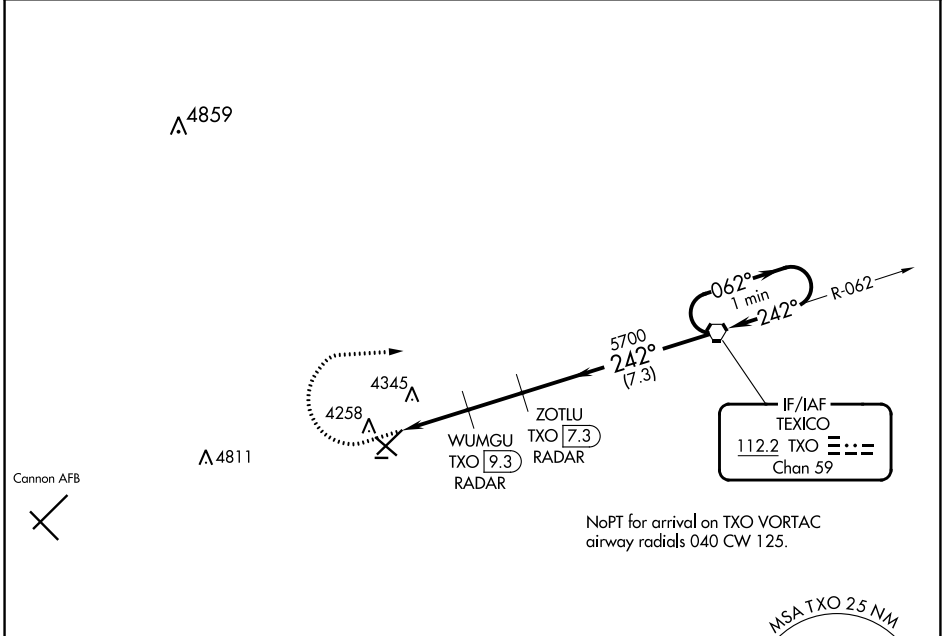 4859
062°
1 min
242°
R-062
5700
242°
(7.3)
4345
4258
4811
WUMGU
TXO 9.3
RADAR
ZOTLU
TXO 7.3
RADAR
IF/IAF
TEXICO
112.2 TXO
Chan 59
Cannon AFB
NoPT for arrival on TXO VORTAC
airway radials 040 CW 125.
MSA TXO 25 NM